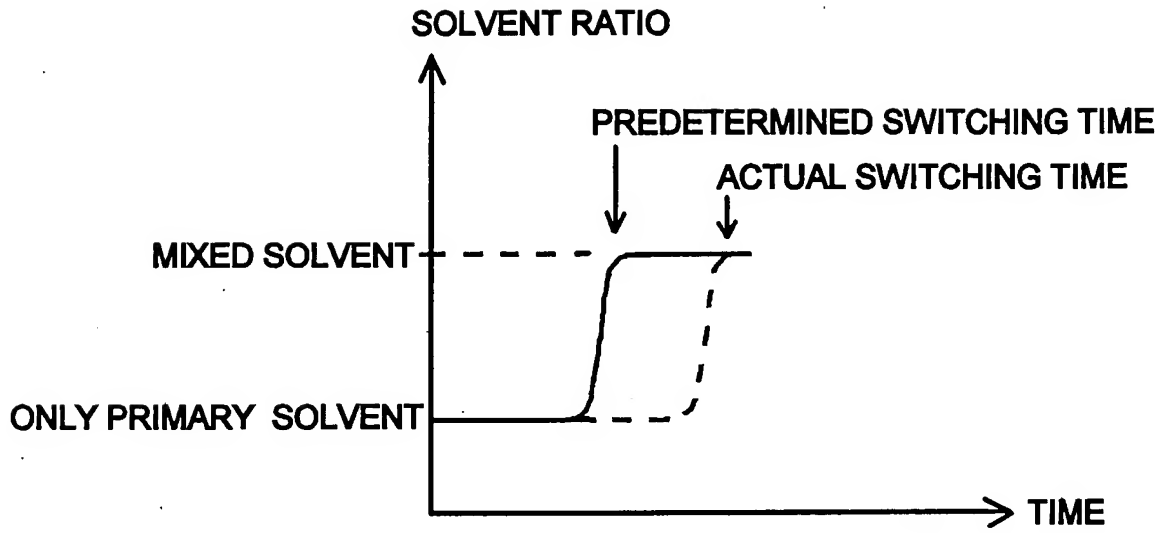 SOLVENT RATIO
PREDETERMINED SWITCHING TIME
ACTUAL SWITCHING TIME
MIXED SOLVENT
ONLY PRIMARY SOLVENT
TIME